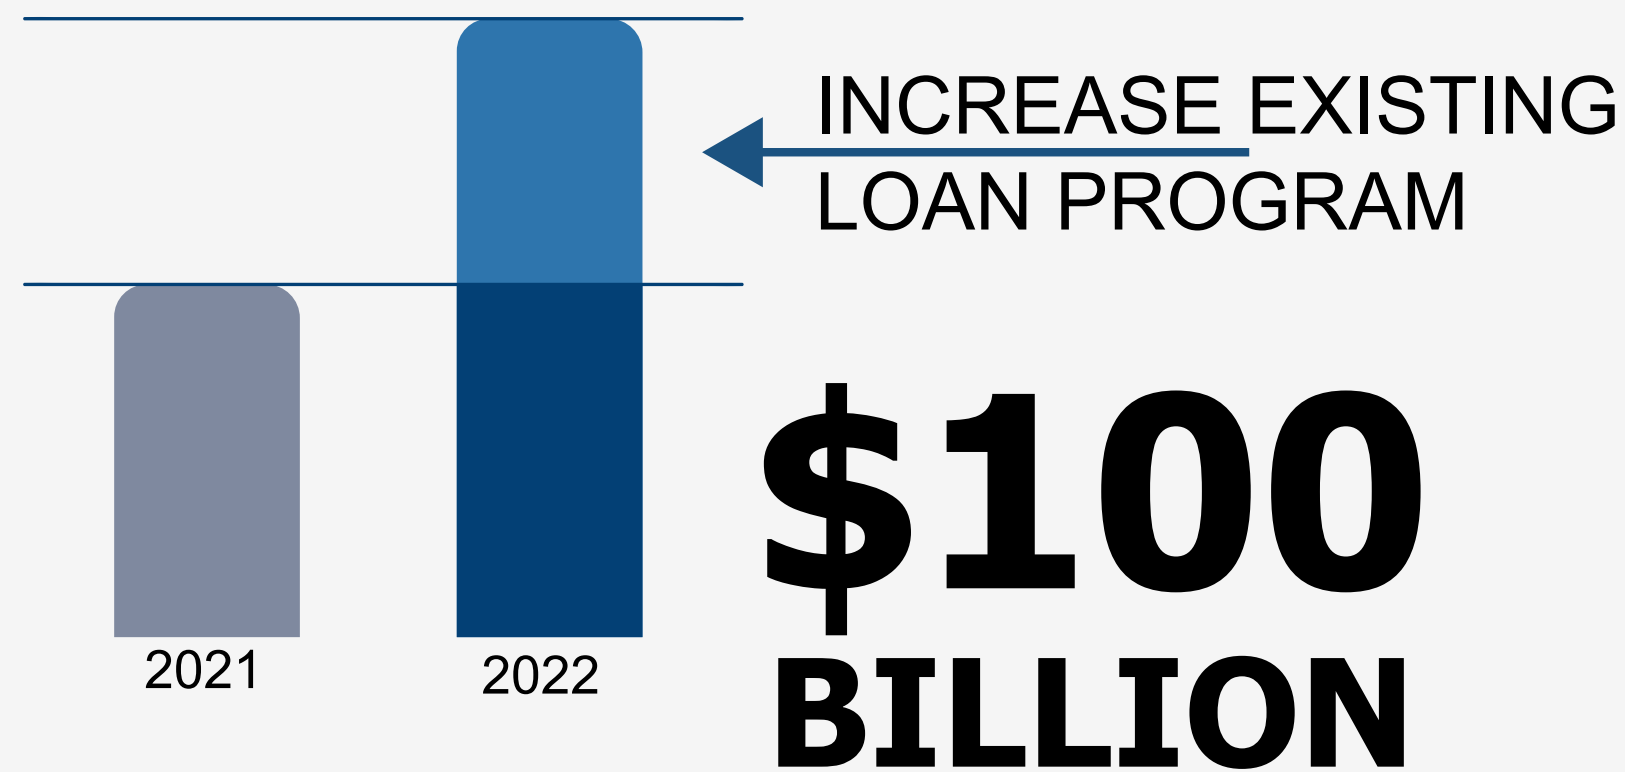 INCREASE EXISTING
LOAN PROGRAM
$100
BILLION
2021
2022